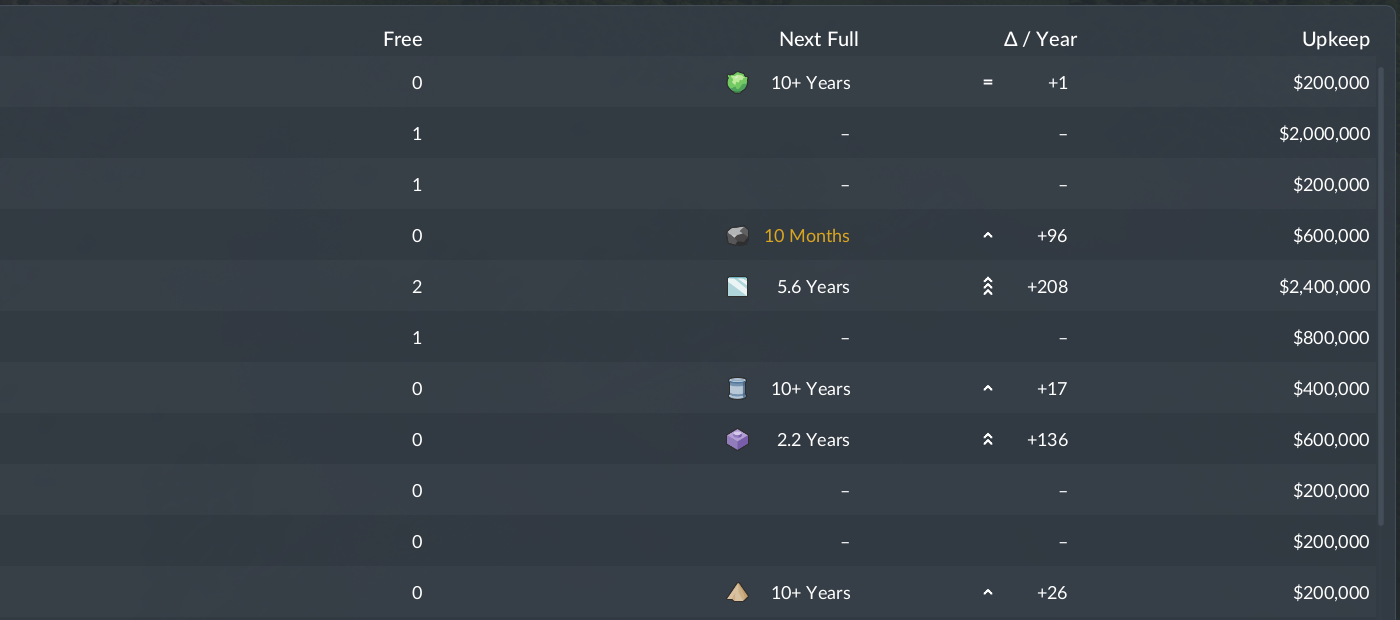 Free Next Full Δ / Year Upkeep
0 10+ Years = +1 $200,000
1 – – $2,000,000
1 – – $200,000
0 10 Months +96 $600,000
2 5.6 Years +208 $2,400,000
1 – – $800,000
0 10+ Years +17 $400,000
0 2.2 Years +136 $600,000
0 – – $200,000
0 – – $200,000
0 10+ Years +26 $200,000